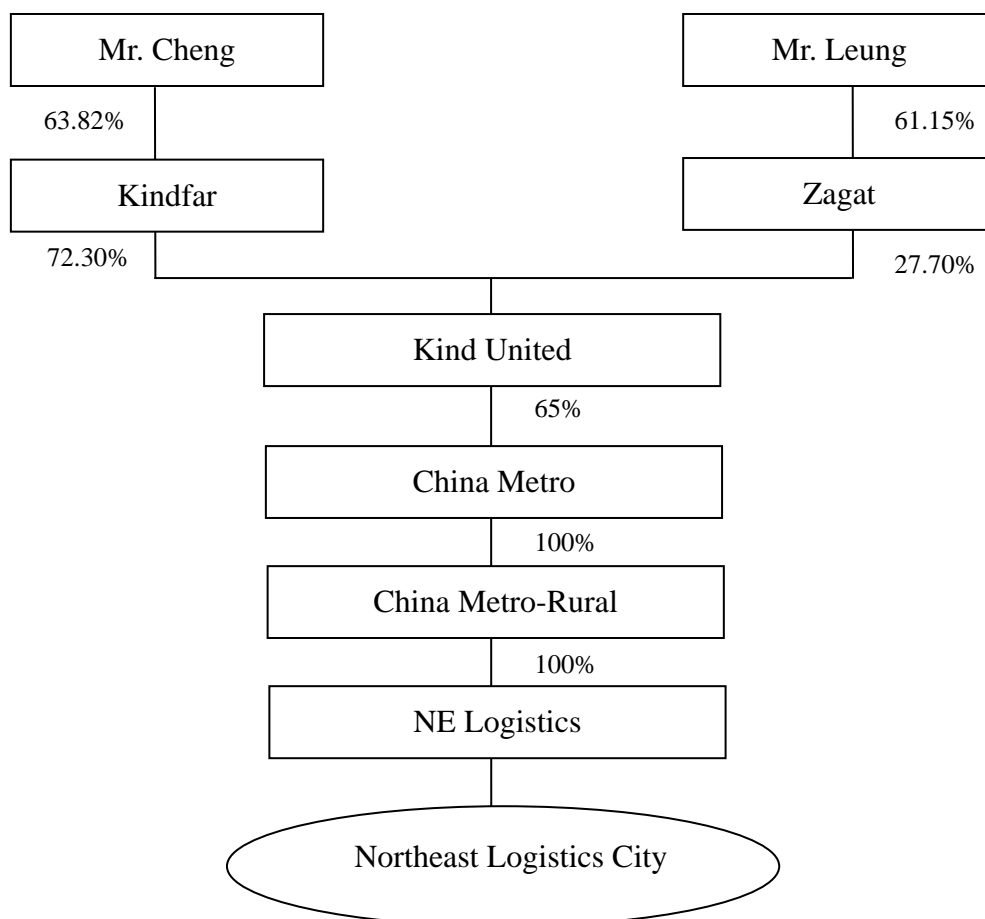 Mr. Cheng
Mr. Leung
63.82%
61.15%
Kindfar
Zagat
72.30%
27.70%
Kind United
65%
China Metro
100%
China Metro-Rural
100%
NE Logistics
Northeast Logistics City